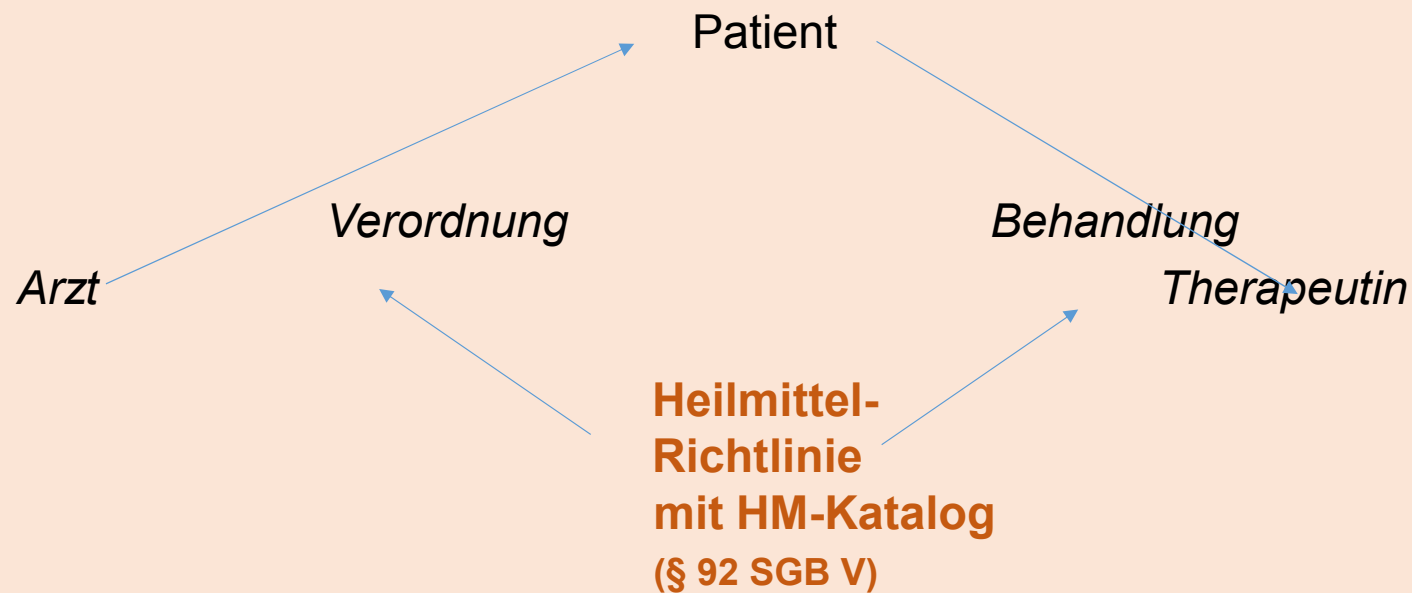 Patient
Verordnung
Behandlung
Arzt
Therapeutin
Heilmittel-
Richtlinie
mit HM-Katalog
(§ 92 SGB V)